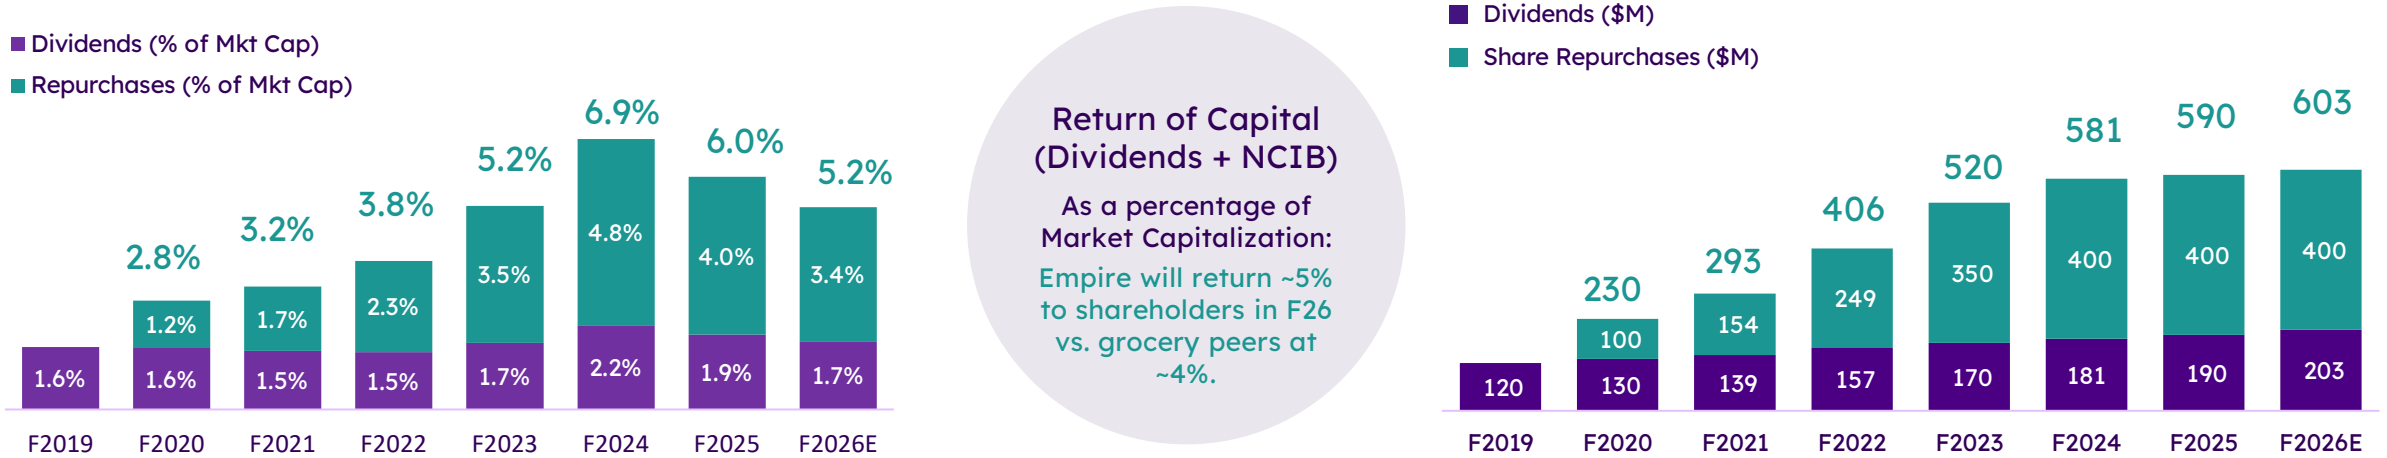 Dividends (% of Mkt Cap)
Repurchases (% of Mkt Cap)
2.8%
3.2%
3.8%
5.2%
6.9%
6.0%
5.2%
1.2%
1.7%
2.3%
3.5%
4.8%
4.0%
3.4%
1.6%
1.6%
1.5%
1.5%
1.7%
2.2%
1.9%
1.7%
F2019
F2020
F2021
F2022
F2023
F2024
F2025
F2026E
Return of Capital
(Dividends + NCIB)
As a percentage of
Market Capitalization:
Empire will return ~5%
to shareholders in F26
vs. grocery peers at
~4%.
Dividends ($M)
Share Repurchases ($M)
230
293
406
520
581
590
603
100
154
249
350
400
400
400
120
130
139
157
170
181
190
203
F2019
F2020
F2021
F2022
F2023
F2024
F2025
F2026E